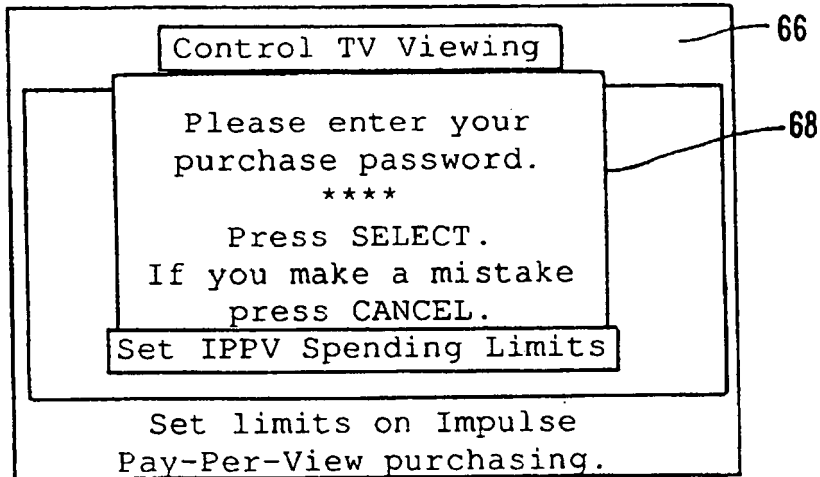 Control TV Viewing
66
Please enter your
purchase password.
68
****
Press SELECT.
If you make a mistake
press CANCEL.
Set IPPV Spending Limits
Set limits on Impulse
Pay-Per-View purchasing.